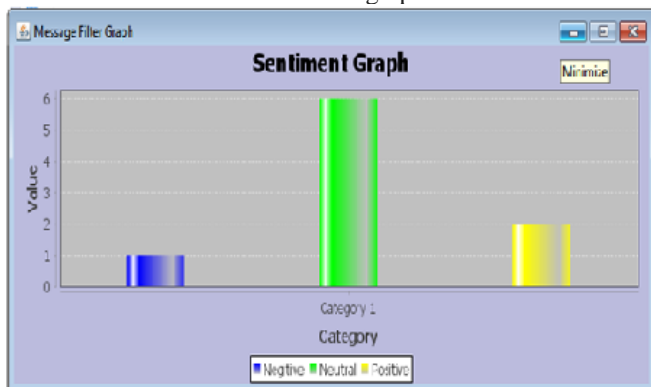 Message Filter Graph
Sentiment Graph
Minimize
6
5
4
3
2
1
0
Value
Category 1
Category
Negtive Neutral Positive